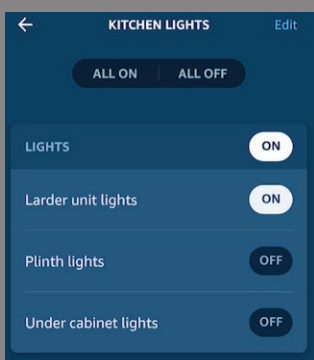 KITCHEN LIGHTS Edit
ALL ON ALL OFF
LIGHTS ON
Larder unit lights ON
Plinth lights OFF
Under cabinet lights OFF